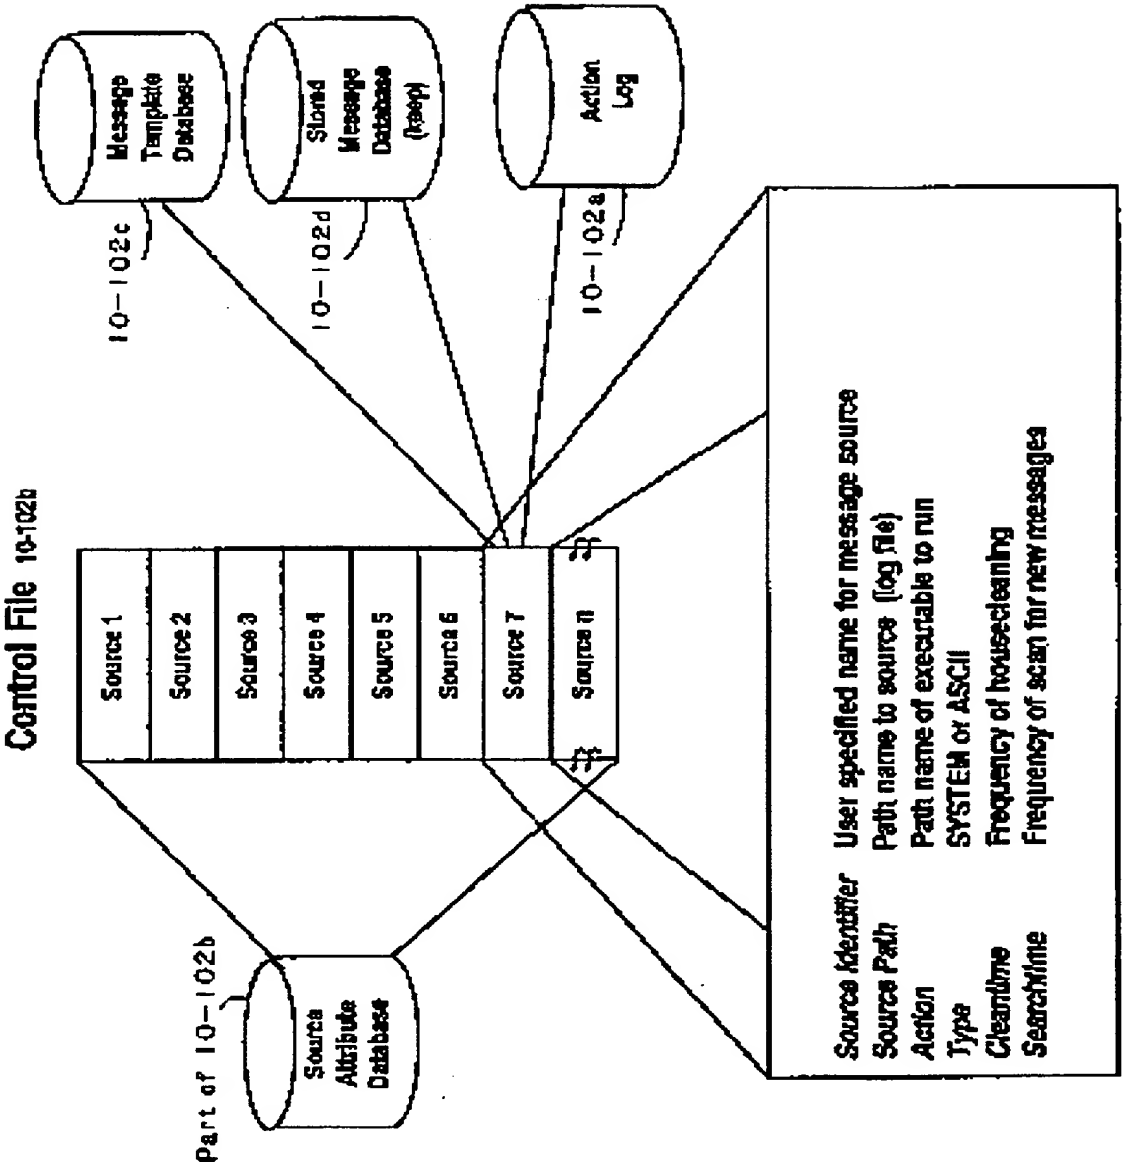 Control File 10-102b
Part of 10-102b
Source
Attribute
Database
Source 1
Source 2
Source 3
Source 4
Source 5
Source 6
Source 7
Source n
10-102c
Message
Template
Database
10-102d
Stored
Message
Database
(keep)
10-102a
Action
Log
Source Identifier User specified name for message source
Source Path Path name to source (log file)
Action Path name of executable to run
Type SYSTEM or ASCII
Cleantime Frequency of housecleaning
Searchtime Frequency of scan for new messages